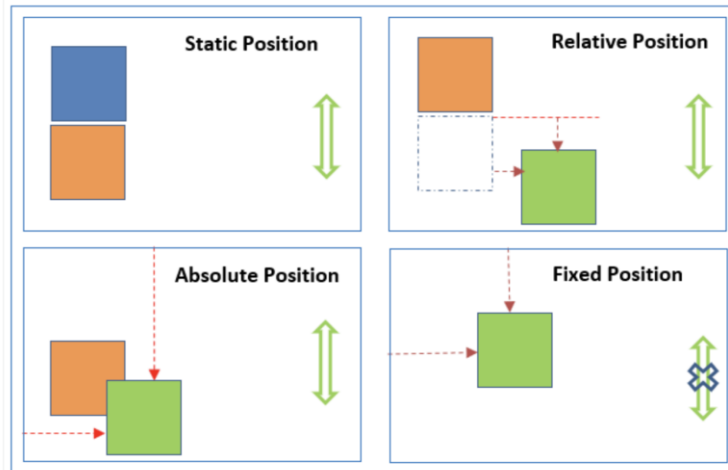 Static Position
Relative Position
Absolute Position
Fixed Position